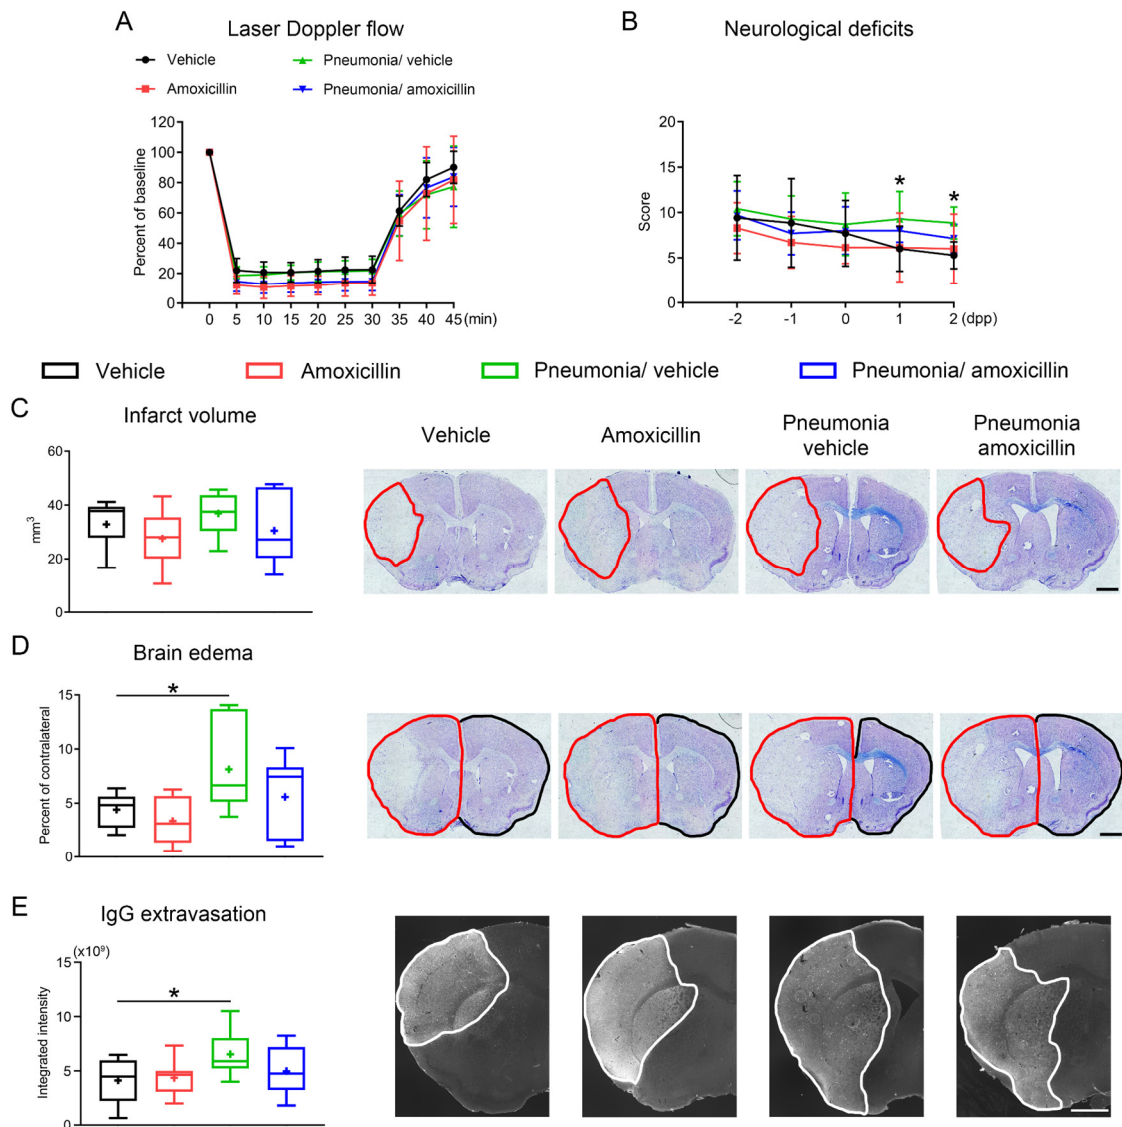 A
Laser Doppler flow
Vehicle
Pneumonia/ vehicle
Amoxicillin
Pneumonia/ amoxicillin
Percent of baseline
120
100
80
60
40
20
0
0 5 10 15 20 25 30 35 40 45 (min)
B
Neurological deficits
Score
20
15
10
5
0
* *
-2 -1 0 1 2 (dpp)
Vehicle
Amoxicillin
Pneumonia/ vehicle
Pneumonia/ amoxicillin
C
Infarct volume
mm³
60
40
20
0
Vehicle
Amoxicillin
Pneumonia
vehicle
Pneumonia
amoxicillin
D
Brain edema
Percent of contralateral
15
10
5
0
*
E
IgG extravasation
(x10⁹)
Integrated intensity
15
10
5
0
*